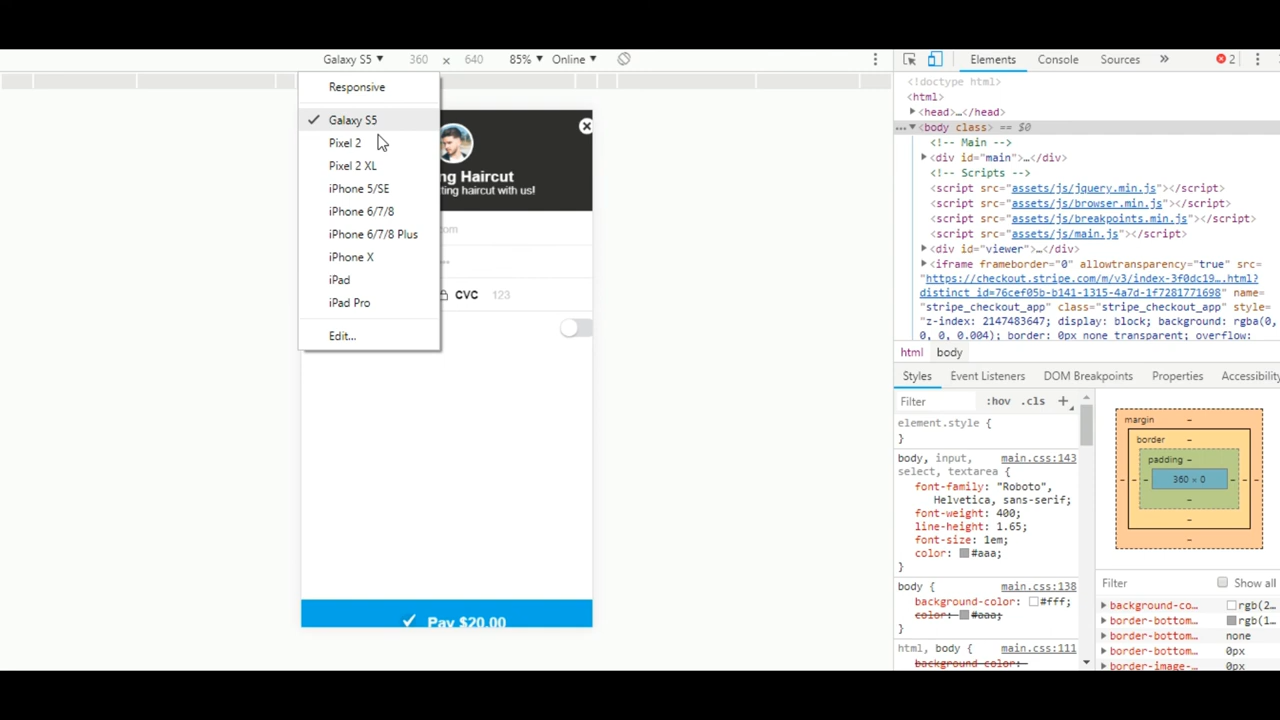 Galaxy S5 ▼ 360 × 640 85% ▼ Online ▼
Responsive
✓ Galaxy S5
Pixel 2
Pixel 2 XL
iPhone 5/SE
iPhone 6/7/8
iPhone 6/7/8 Plus
iPhone X
iPad
iPad Pro
Edit...
ng Haircut
ting haircut with us!
com
CVC 123
Pay $20.00
Elements Console Sources » 2
<!doctype html>
<html>
<head>…</head>
<body class> == $0
<!-- Main -->
<div id="main">…</div>
<!-- Scripts -->
<script src="assets/js/jquery.min.js"></script>
<script src="assets/js/browser.min.js"></script>
<script src="assets/js/breakpoints.min.js"></script>
<script src="assets/js/main.js"></script>
<div id="viewer">…</div>
<iframe frameborder="0" allowtransparency="true" src=
"https://checkout.stripe.com/m/v3/index-3f0dc19….html?
distinct_id=76cef05b-b141-1315-4a7d-1f7281771698" name=
"stripe_checkout_app" class="stripe_checkout_app" style=
"z-index: 2147483647; display: block; background: rgba(0,
0, 0, 0.004); border: 0px none transparent; overflow:
html body
Styles Event Listeners DOM Breakpoints Properties Accessibility
Filter :hov .cls +
element.style {
}
body, input, main.css:143
select, textarea {
font-family: "Roboto",
Helvetica, sans-serif;
font-weight: 400;
line-height: 1.65;
font-size: 1em;
color: #aaa;
}
body { main.css:138
background-color: #fff;
color: #aaa;
}
html, body { main.css:111
background-color:
margin –
border –
padding –
360 × 0
–
–
–
Filter Show all
background-co… rgb(2…
border-bottom… rgb(1…
border-bottom… none
border-bottom… 0px
border-image-… 0px